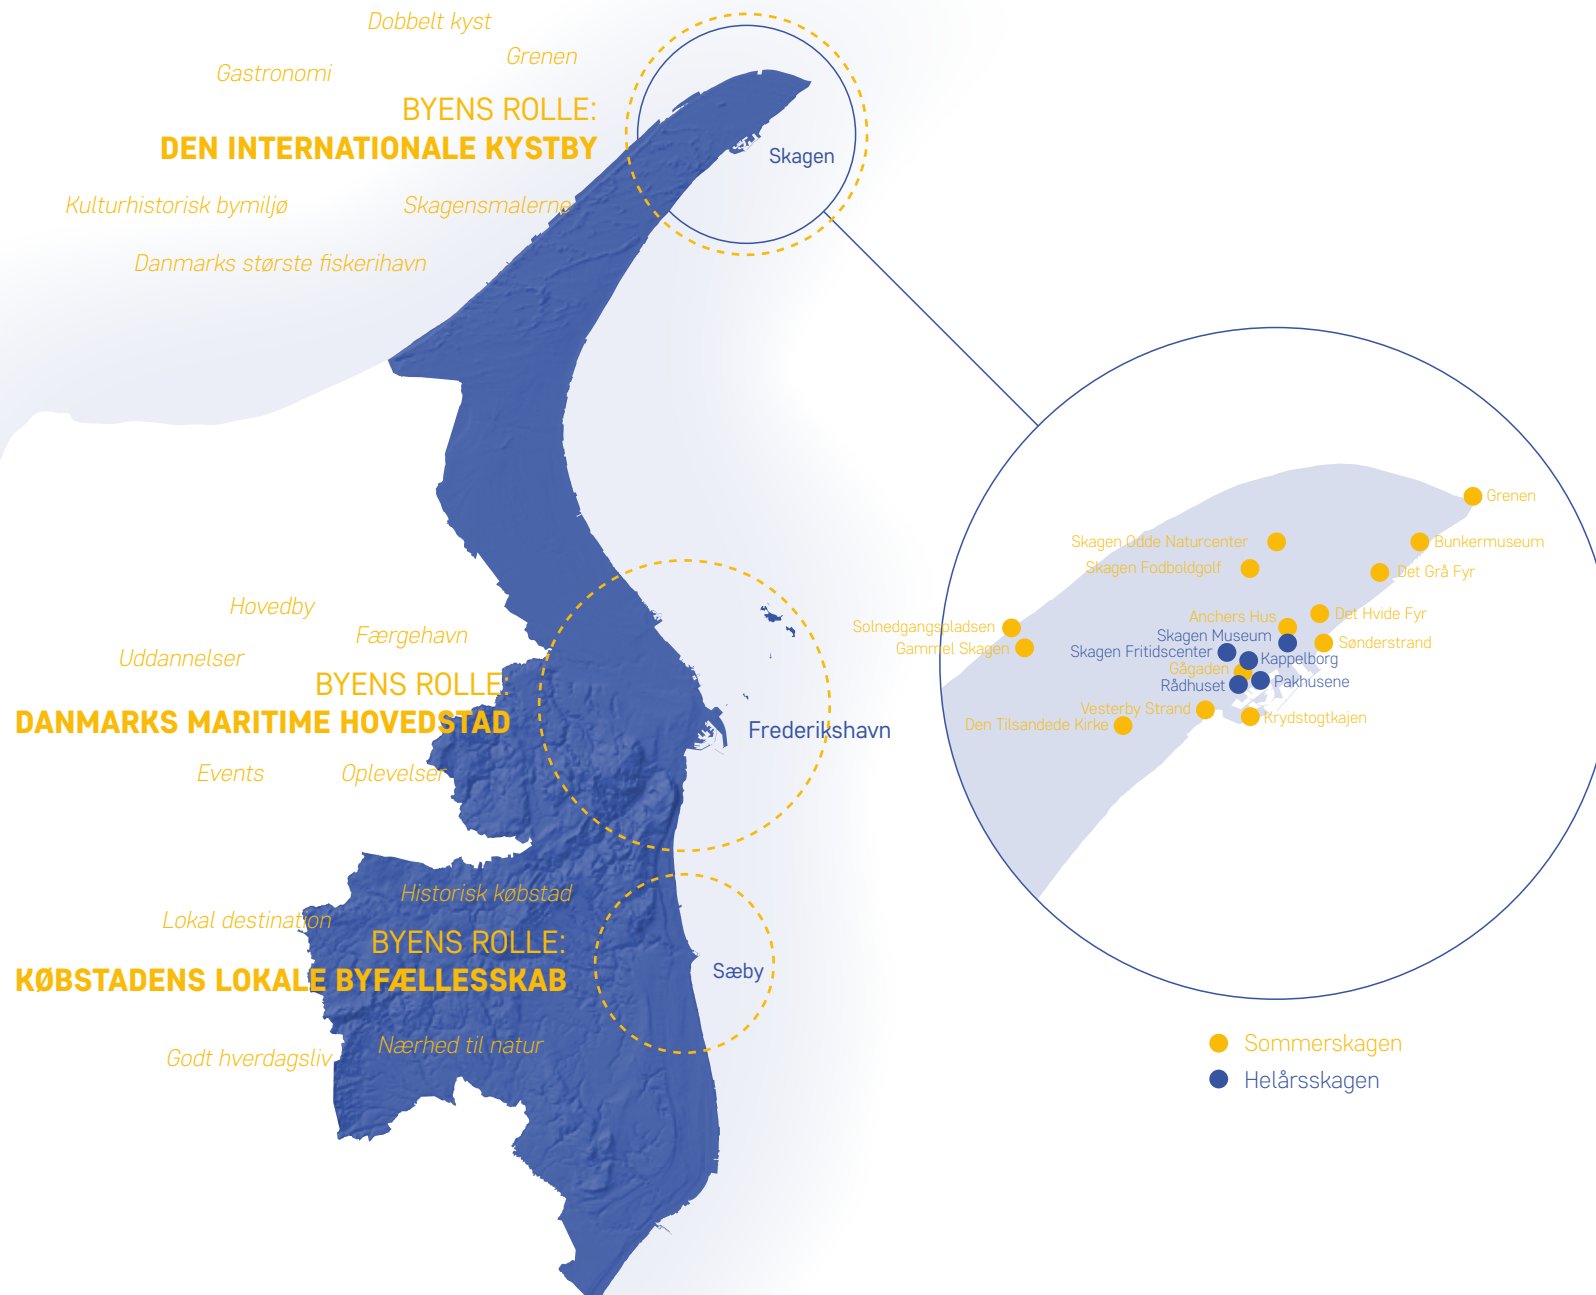 Dobbelt kyst
Grenen
Gastronomi
BYENS ROLLE:
DEN INTERNATIONALE KYSTBY
Skagen
Kulturhistorisk bymiljø
Skagensmalerne
Danmarks største fiskerihavn
Hovedby
Færgehavn
Uddannelser
BYENS ROLLE:
DANMARKS MARITIME HOVEDSTAD
Frederikshavn
Events
Oplevelser
Historisk købstad
Lokal destination
BYENS ROLLE:
KØBSTADENS LOKALE BYFÆLLESSKAB
Sæby
Godt hverdagsliv
Nærhed til natur
Grenen
Skagen Odde Naturcenter
Bunkermuseum
Skagen Fodboldgolf
Det Grå Fyr
Anchers Hus
Det Hvide Fyr
Solnedgangspladsen
Skagen Museum
Sønderstrand
Gammel Skagen
Skagen Fritidscenter
Kappelborg
Gågaden
Rådhuset
Pakhusene
Vesterby Strand
Krydstogtkajen
Den Tilsandede Kirke
Sommerskagen
Helårsskagen